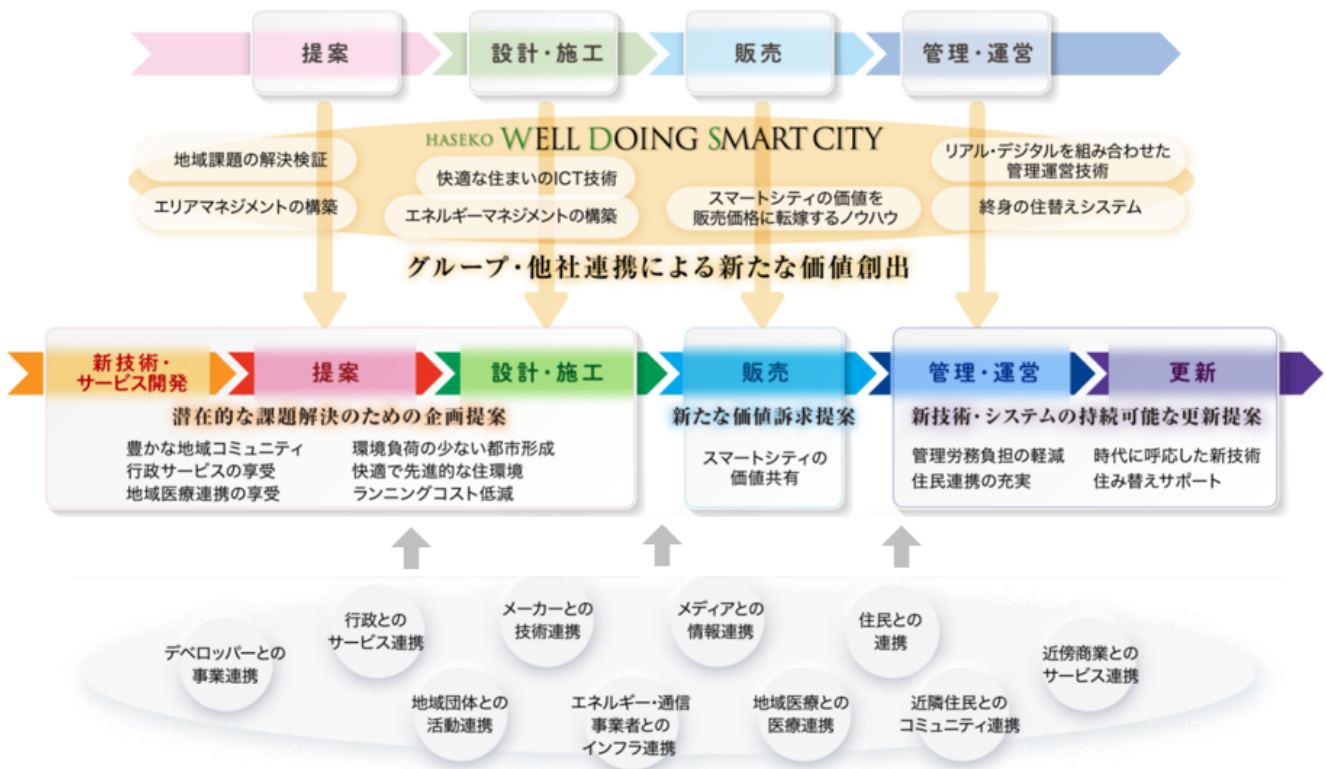 提案
設計・施工
販売
管理・運営
HASEKO WELL DOING SMART CITY
地域課題の解決検証
エリアマネジメントの構築
快適な住まいのICT技術
エネルギーマネジメントの構築
スマートシティの価値を
販売価格に転嫁するノウハウ
リアル・デジタルを組み合わせた
管理運営技術
終身の住替えシステム
グループ・他社連携による新たな価値創出
新技術・
サービス開発
提案
設計・施工
販売
管理・運営
更新
潜在的な課題解決のための企画提案
豊かな地域コミュニティ
行政サービスの享受
地域医療連携の享受
環境負荷の少ない都市形成
快適で先進的な住環境
ランニングコスト低減
新たな価値訴求提案
スマートシティの
価値共有
新技術・システムの持続可能な更新提案
管理労務負担の軽減
住民連携の充実
時代に呼応した新技術
住み替えサポート
デベロッパーとの
事業連携
行政との
サービス連携
メーカーとの
技術連携
メディアとの
情報連携
住民との
連携
近傍商業との
サービス連携
地域団体との
活動連携
エネルギー・通信
事業者との
インフラ連携
地域医療との
医療連携
近隣住民との
コミュニティ連携